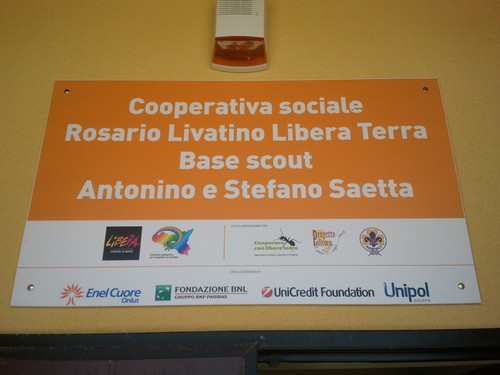 Cooperativa sociale
Rosario Livatino Libera Terra
Base scout
Antonino e Stefano Saetta
LIBERA
Cooperare
con libera terra
Progetto
Policoro
Enel Cuore
Onlus
FONDAZIONE BNL
GRUPPO BNP PARIBAS
UniCredit Foundation
Unipol
GRUPPO